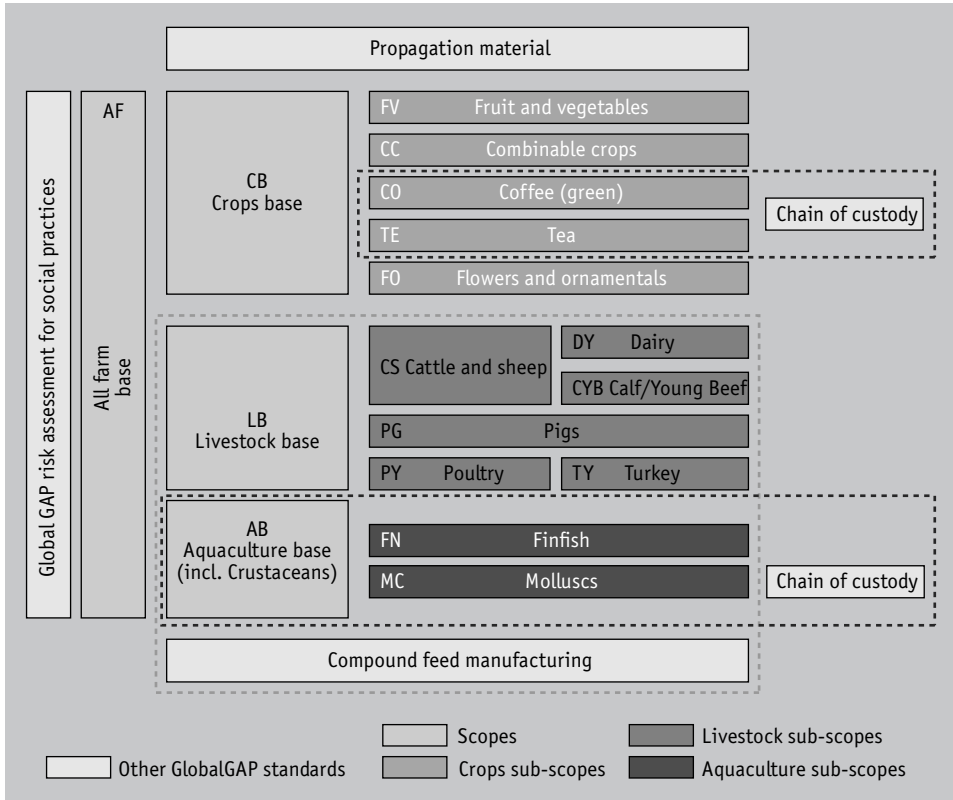 Propagation material
Global GAP risk assessment for social practices
AF
All farm
base
CB
Crops base
FV Fruit and vegetables
CC Combinable crops
CO Coffee (green)
TE Tea
FO Flowers and ornamentals
Chain of custody
LB
Livestock base
CS Cattle and sheep
DY Dairy
CYB Calf/Young Beef
PG Pigs
PY Poultry
TY Turkey
AB
Aquaculture base
(incl. Crustaceans)
FN Finfish
MC Molluscs
Chain of custody
Compound feed manufacturing
Other GlobalGAP standards
Scopes
Crops sub-scopes
Livestock sub-scopes
Aquaculture sub-scopes